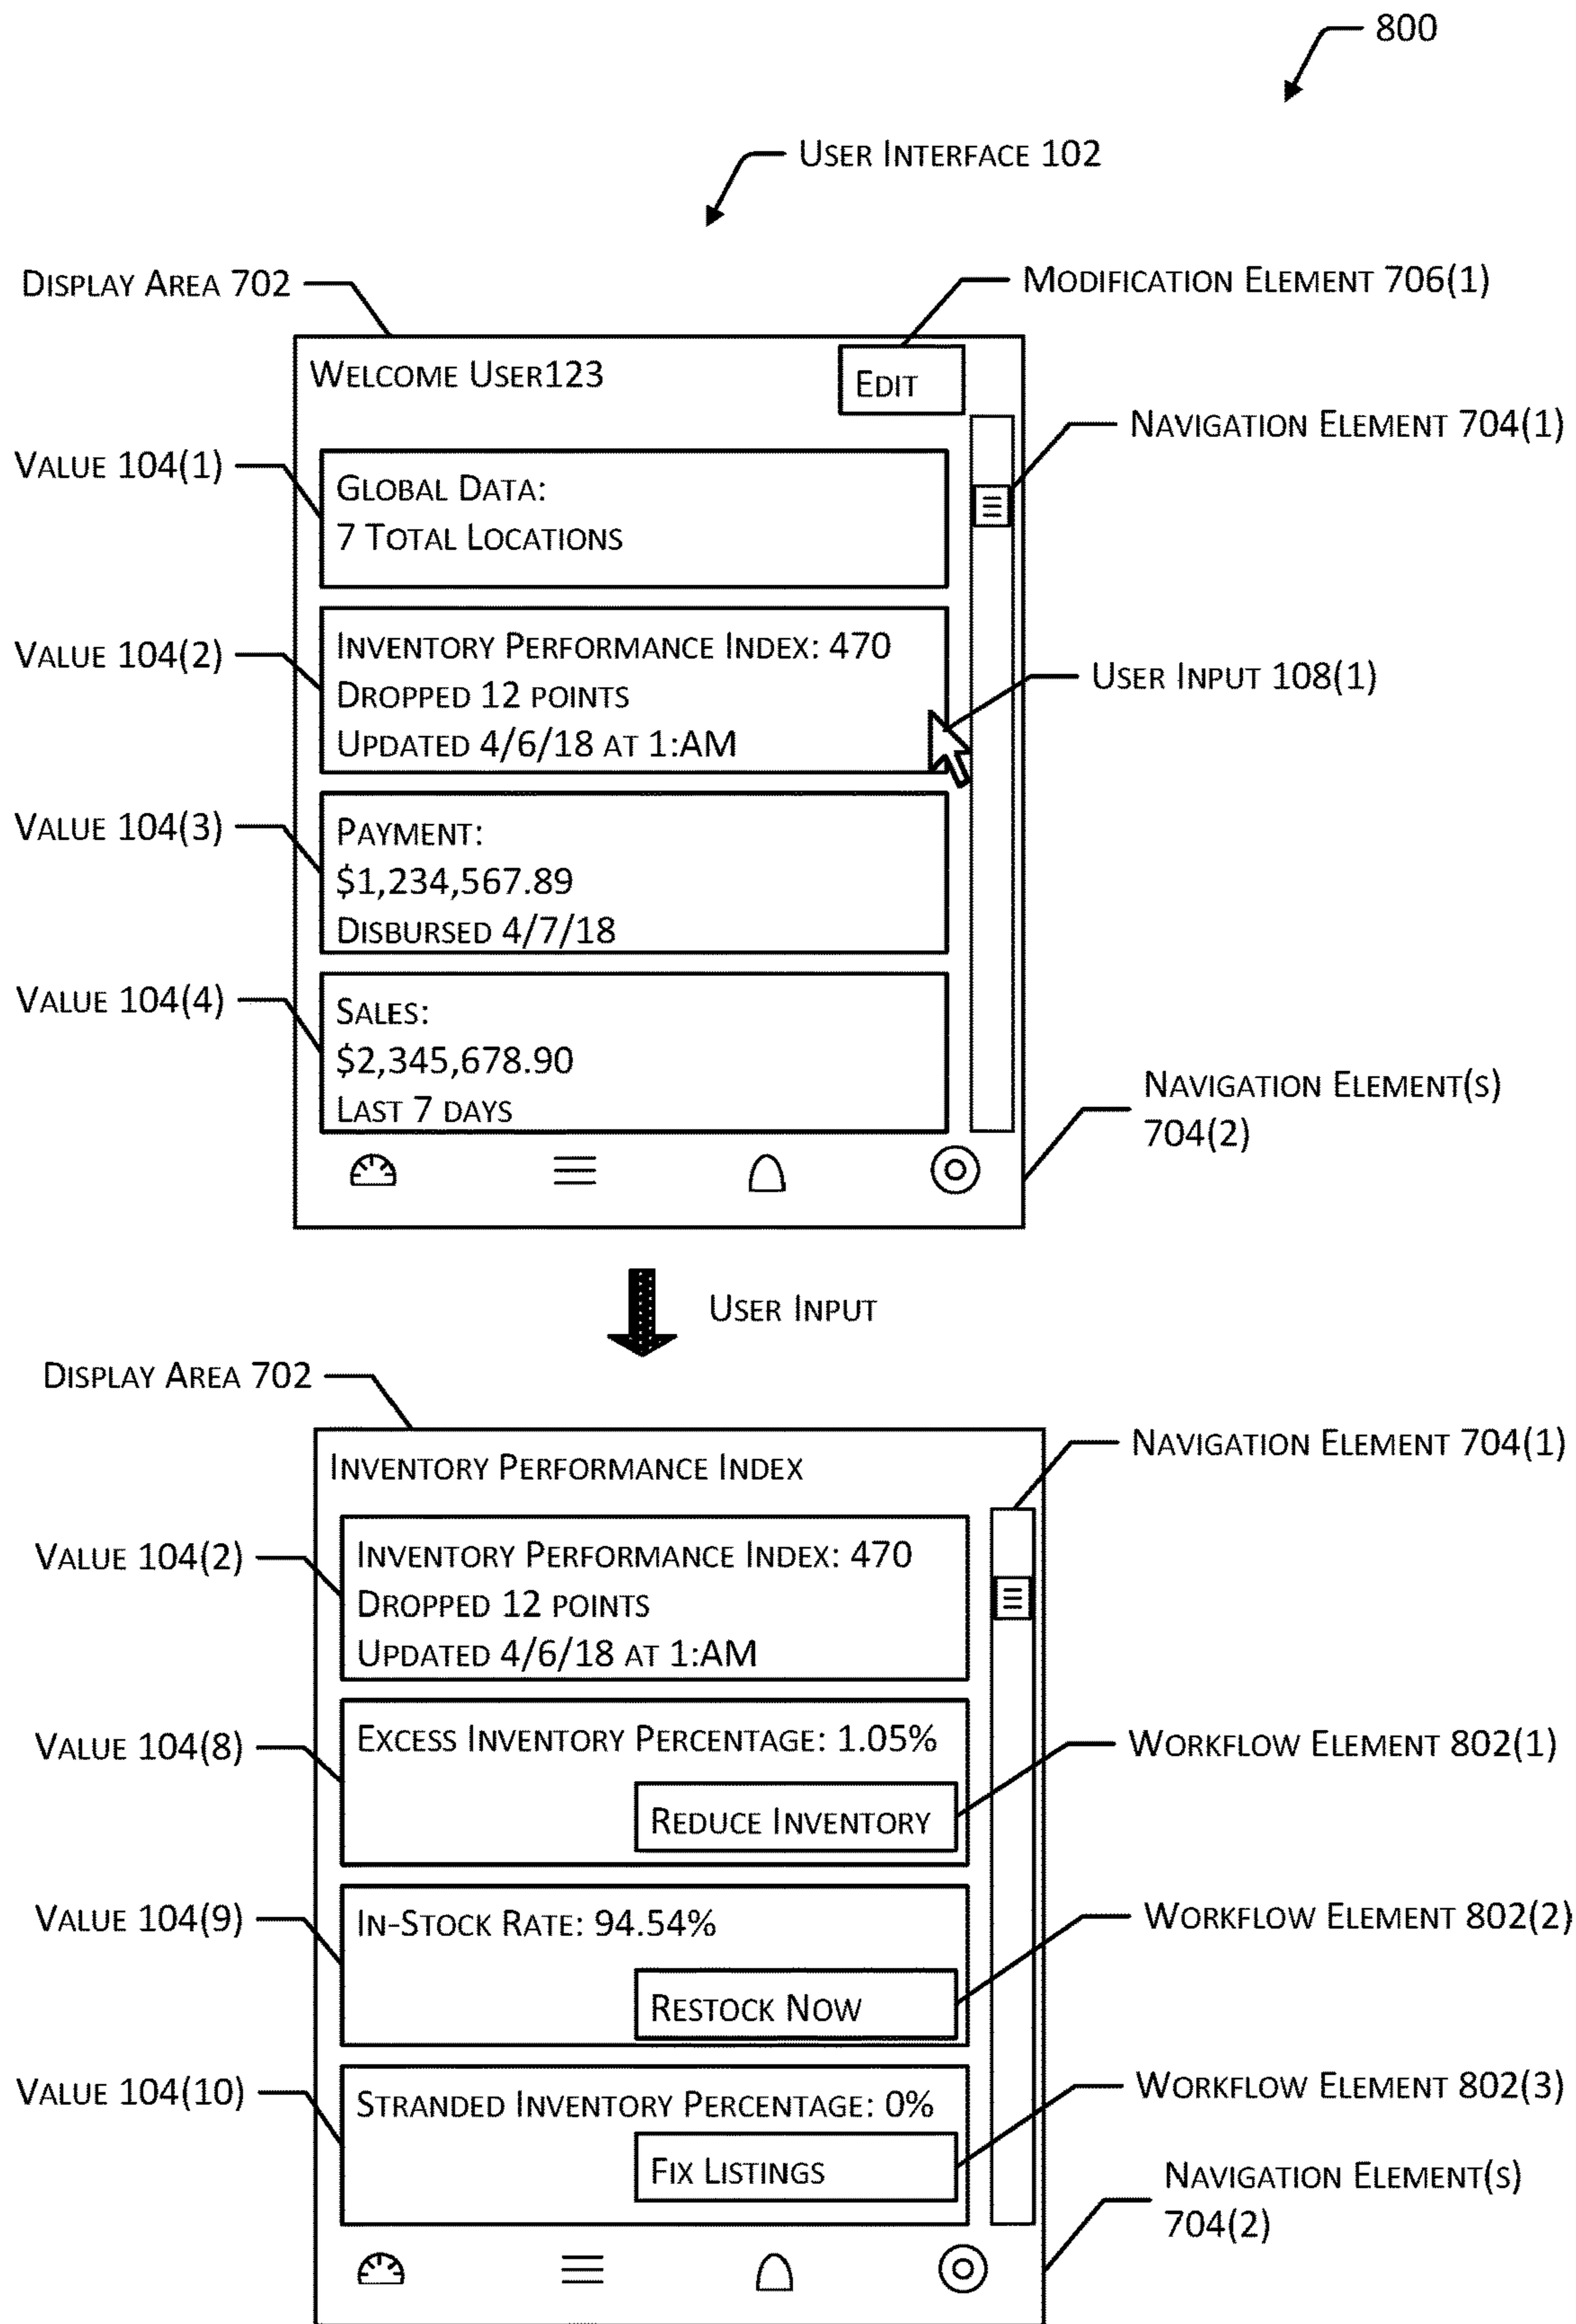 800
USER INTERFACE 102
DISPLAY AREA 702
MODIFICATION ELEMENT 706(1)
WELCOME USER123
EDIT
NAVIGATION ELEMENT 704(1)
VALUE 104(1)
GLOBAL DATA:
7 TOTAL LOCATIONS
VALUE 104(2)
INVENTORY PERFORMANCE INDEX: 470
DROPPED 12 POINTS
UPDATED 4/6/18 AT 1:AM
USER INPUT 108(1)
VALUE 104(3)
PAYMENT:
$1,234,567.89
DISBURSED 4/7/18
VALUE 104(4)
SALES:
$2,345,678.90
LAST 7 DAYS
NAVIGATION ELEMENT(S)
704(2)
USER INPUT
DISPLAY AREA 702
NAVIGATION ELEMENT 704(1)
INVENTORY PERFORMANCE INDEX
VALUE 104(2)
INVENTORY PERFORMANCE INDEX: 470
DROPPED 12 POINTS
UPDATED 4/6/18 AT 1:AM
VALUE 104(8)
EXCESS INVENTORY PERCENTAGE: 1.05%
REDUCE INVENTORY
WORKFLOW ELEMENT 802(1)
VALUE 104(9)
IN-STOCK RATE: 94.54%
RESTOCK NOW
WORKFLOW ELEMENT 802(2)
VALUE 104(10)
STRANDED INVENTORY PERCENTAGE: 0%
FIX LISTINGS
WORKFLOW ELEMENT 802(3)
NAVIGATION ELEMENT(S)
704(2)